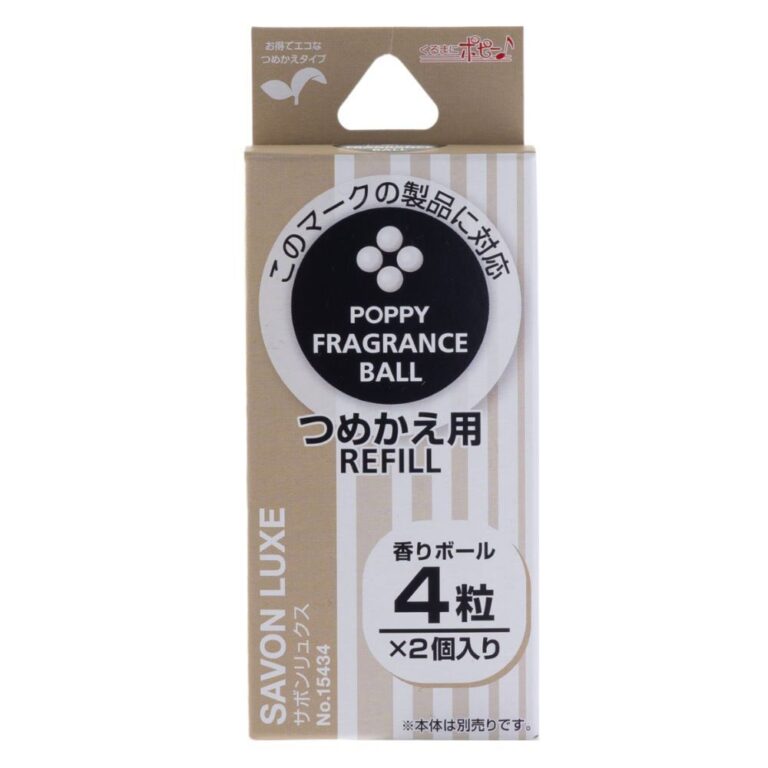 お得でエコな
つめかえタイプ
くるまにポピー♪
このマークの製品に対応
POPPY
FRAGRANCE
BALL
つめかえ用
REFILL
SAVON LUXE
サボンリュクス
No.15434
香りボール
4粒
×2個入り
※本体は別売りです。